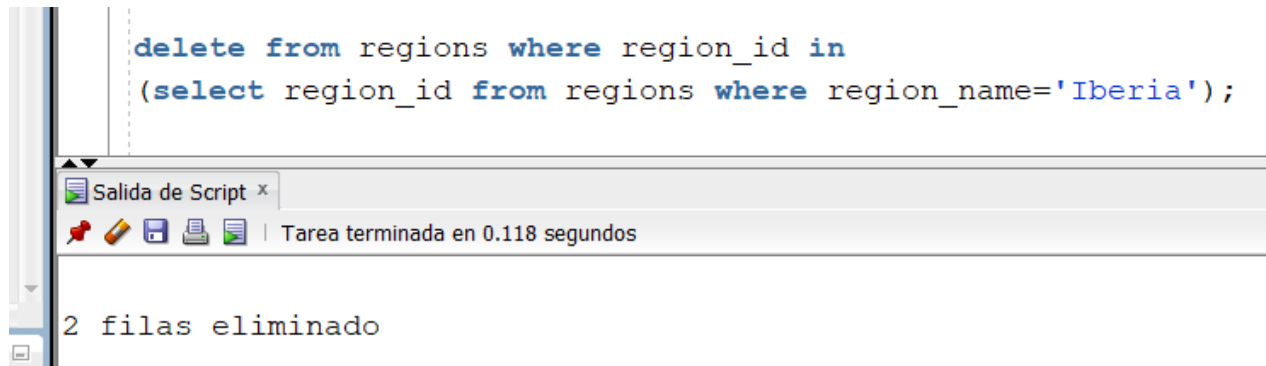 delete from regions where region_id in
(select region_id from regions where region_name='Iberia');
Salida de Script x
Tarea terminada en 0.118 segundos
2 filas eliminado